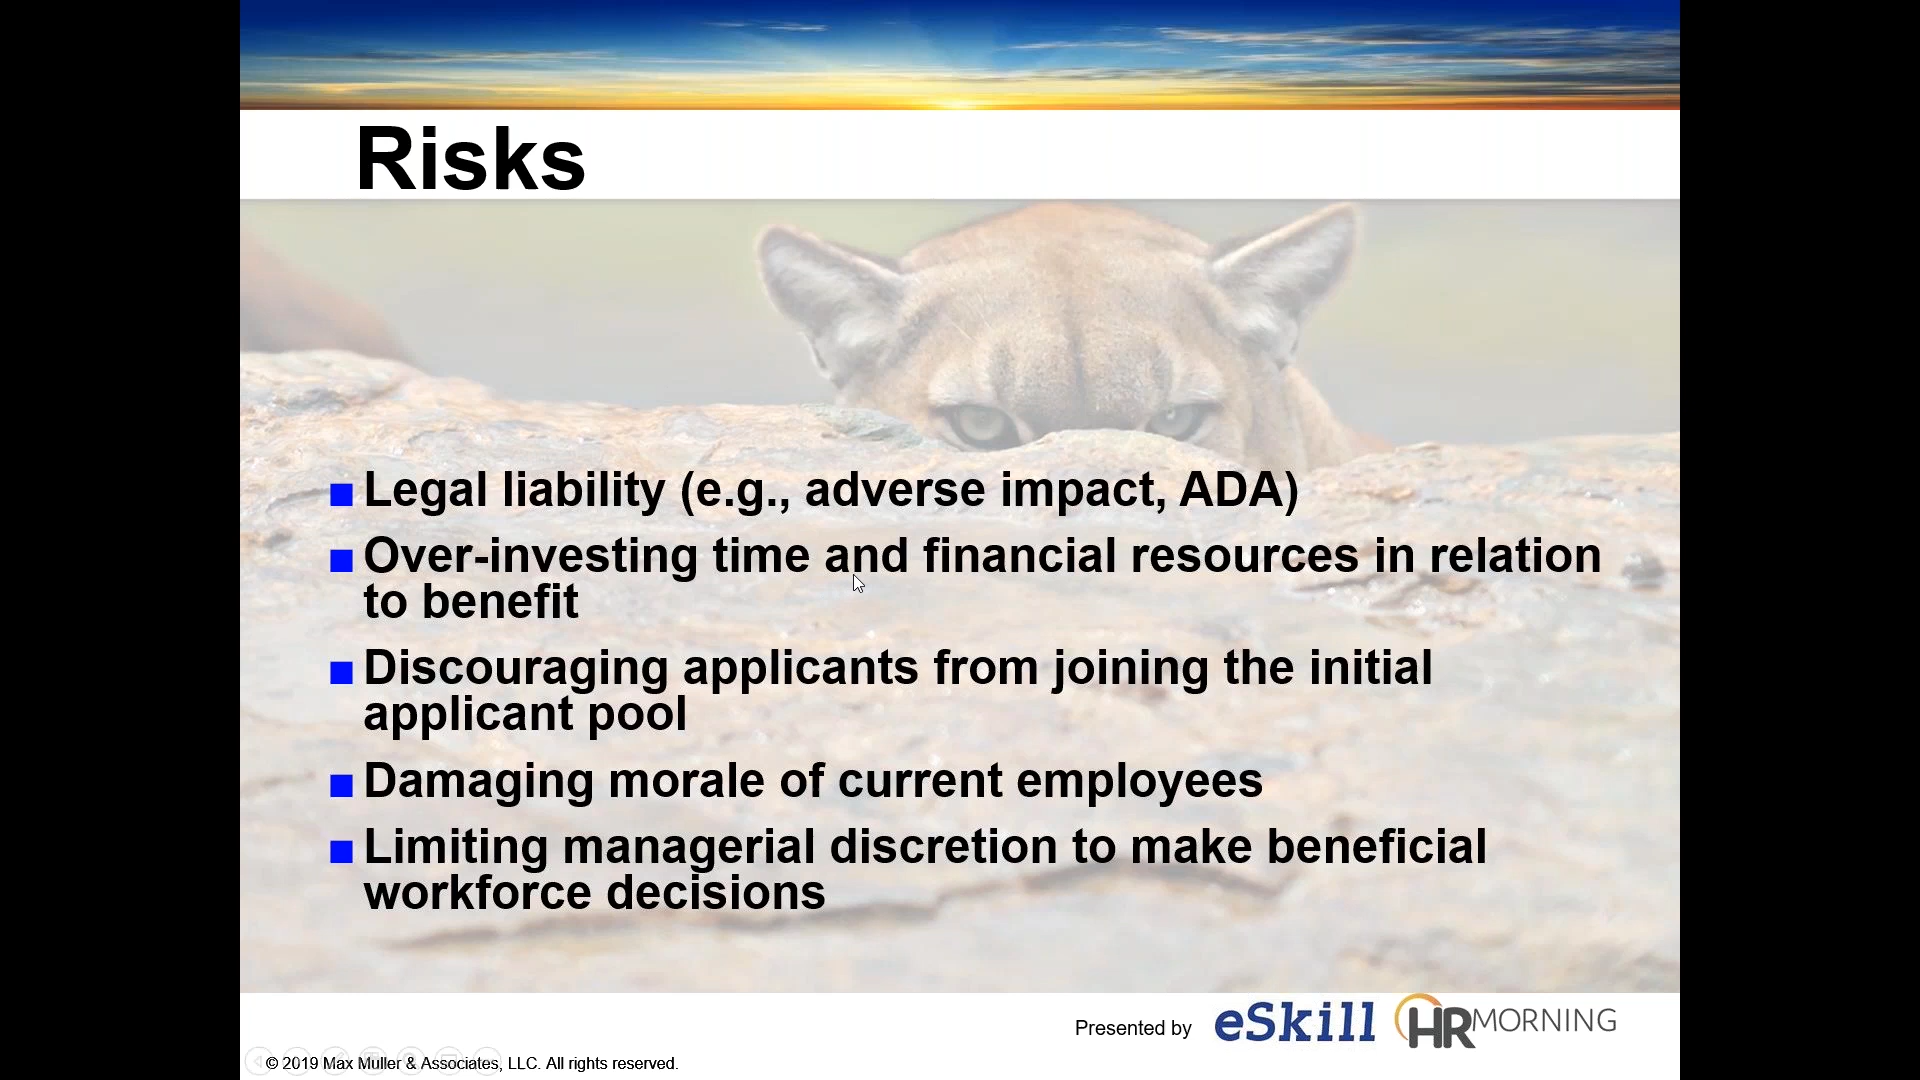 Risks
■ Legal liability (e.g., adverse impact, ADA)
■ Over-investing time and financial resources in relation
to benefit
■ Discouraging applicants from joining the initial
applicant pool
■ Damaging morale of current employees
■ Limiting managerial discretion to make beneficial
workforce decisions
Presented by eSkill HRMORNING
© 2019 Max Muller & Associates, LLC. All rights reserved.